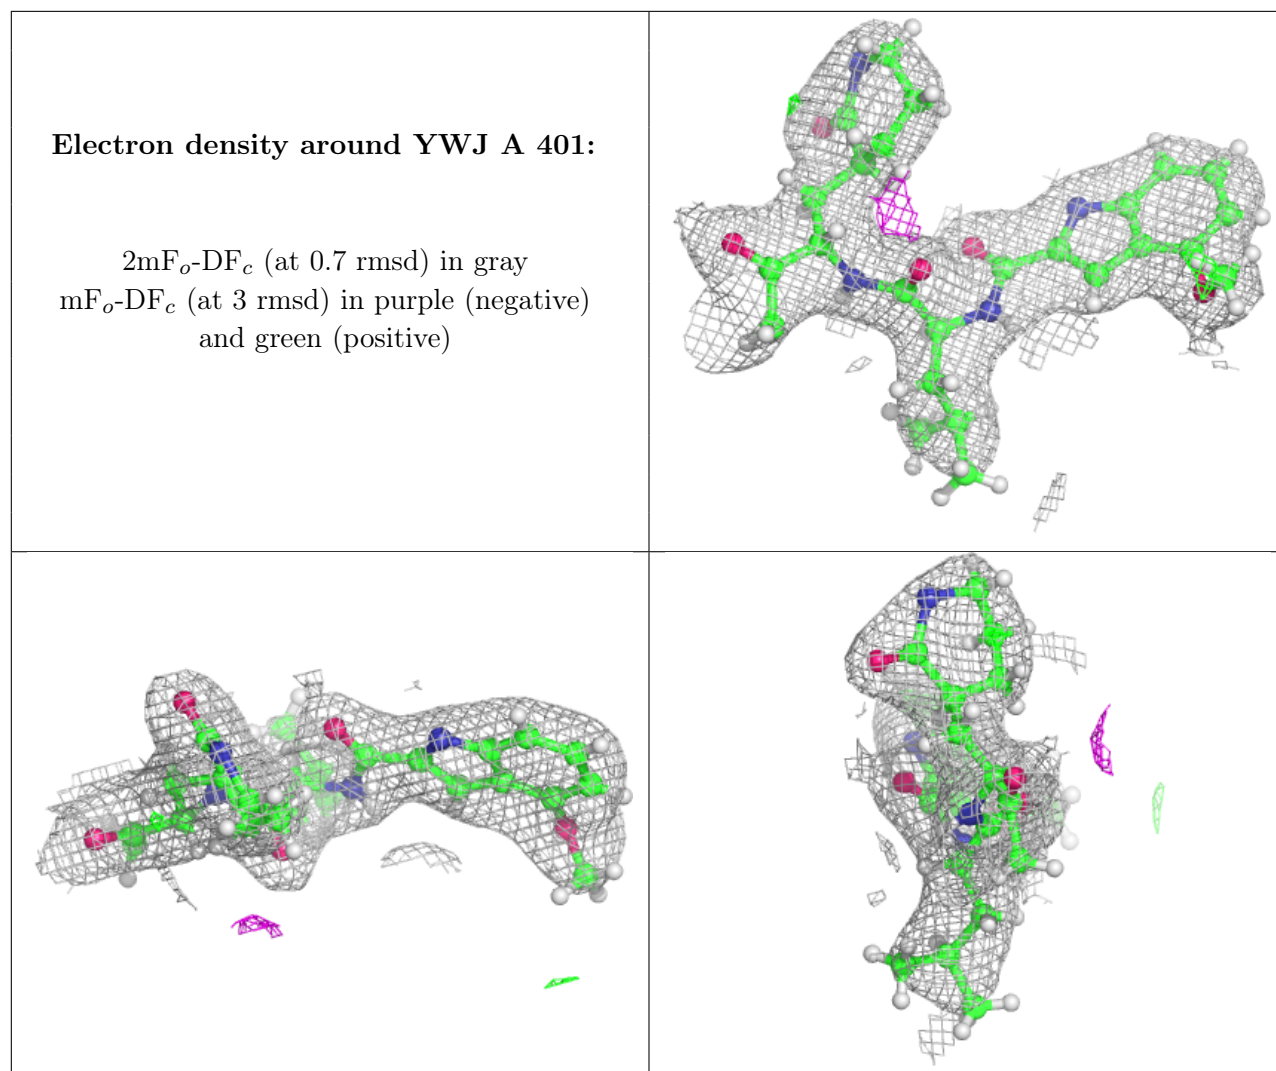 Electron density around YWJ A 401:
2mFo-DFc (at 0.7 rmsd) in gray
mFo-DFc (at 3 rmsd) in purple (negative)
and green (positive)